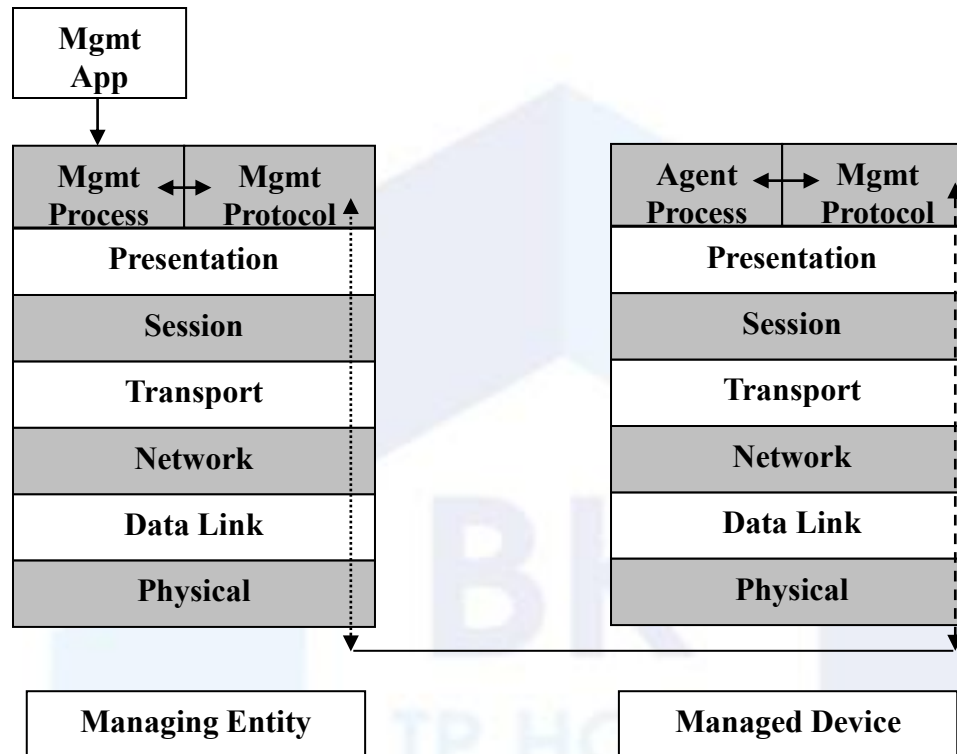 Mgmt
App
Mgmt Process
Mgmt Protocol
Presentation
Session
Transport
Network
Data Link
Physical
Managing Entity
Agent Process
Mgmt Protocol
Presentation
Session
Transport
Network
Data Link
Physical
Managed Device
BK